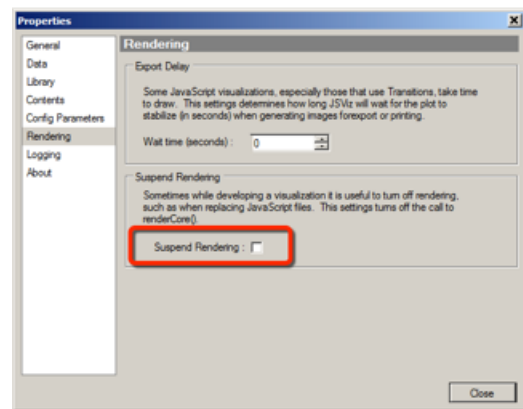 Properties
General
Data
Library
Contents
Config Parameters
Rendering
Logging
About
Rendering
Export Delay
Some JavaScript visualizations, especially those that use Transitions, take time
to draw. This settings determines how long JSViz will wait for the plot to
stabilize (in seconds) when generating images forexport or printing.
Wait time (seconds) : 0
Suspend Rendering
Sometimes while developing a visualization it is useful to turn off rendering,
such as when replacing JavaScript files. This settings turns off the call to
renderCore().
Suspend Rendering :
Close